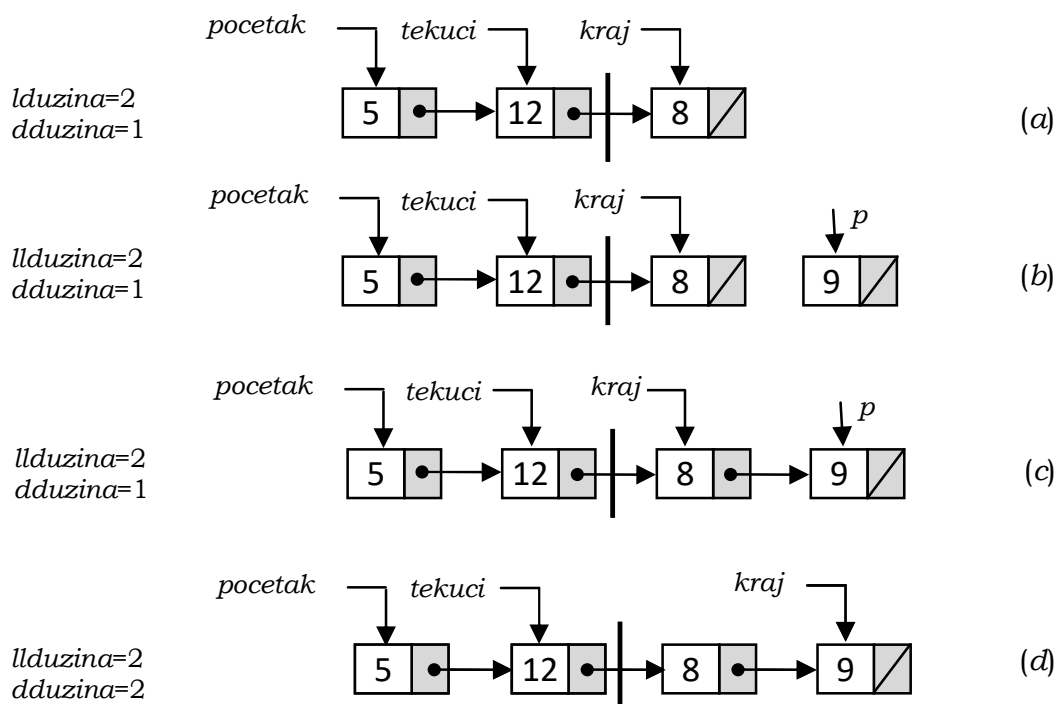 pocetak tekuci kraj
lduzina=2
5 12 8
dduzina=1
(a)
pocetak tekuci kraj
p
llduzina=2
5 12 8 9
dduzina=1
(b)
pocetak tekuci kraj
p
llduzina=2
5 12 8 9
dduzina=1
(c)
pocetak tekuci kraj
llduzina=2
5 12 8 9
dduzina=2
(d)